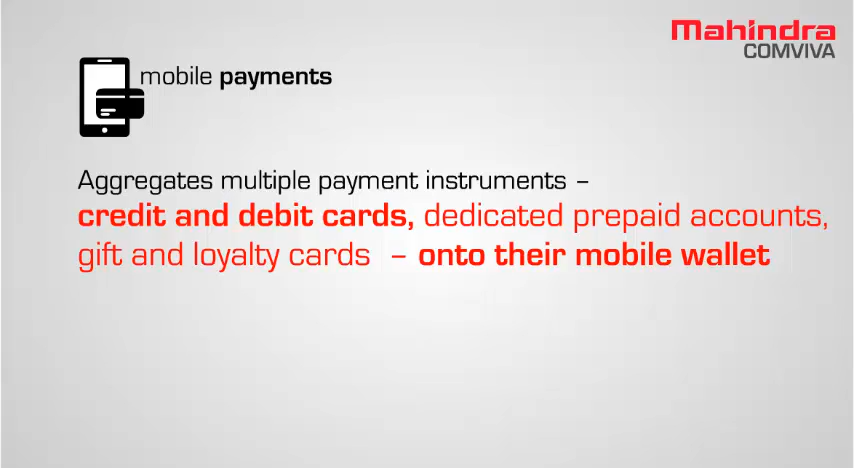 Mahindra
COMVIVA
mobile payments
Aggregates multiple payment instruments –
credit and debit cards, dedicated prepaid accounts,
gift and loyalty cards – onto their mobile wallet